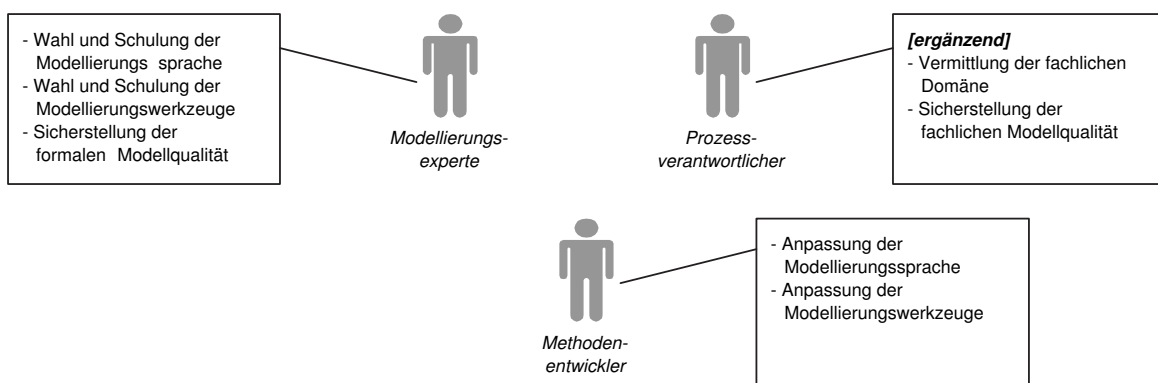 - Wahl und Schulung der
Modellierungs sprache
- Wahl und Schulung der
Modellierungswerkzeuge
- Sicherstellung der
formalen Modellqualität
Modellierungs-
experte
Prozess-
verantwortlicher
[ergänzend]
- Vermittlung der fachlichen
Domäne
- Sicherstellung der
fachlichen Modellqualität
Methoden-
entwickler
- Anpassung der
Modellierungssprache
- Anpassung der
Modellierungswerkzeuge